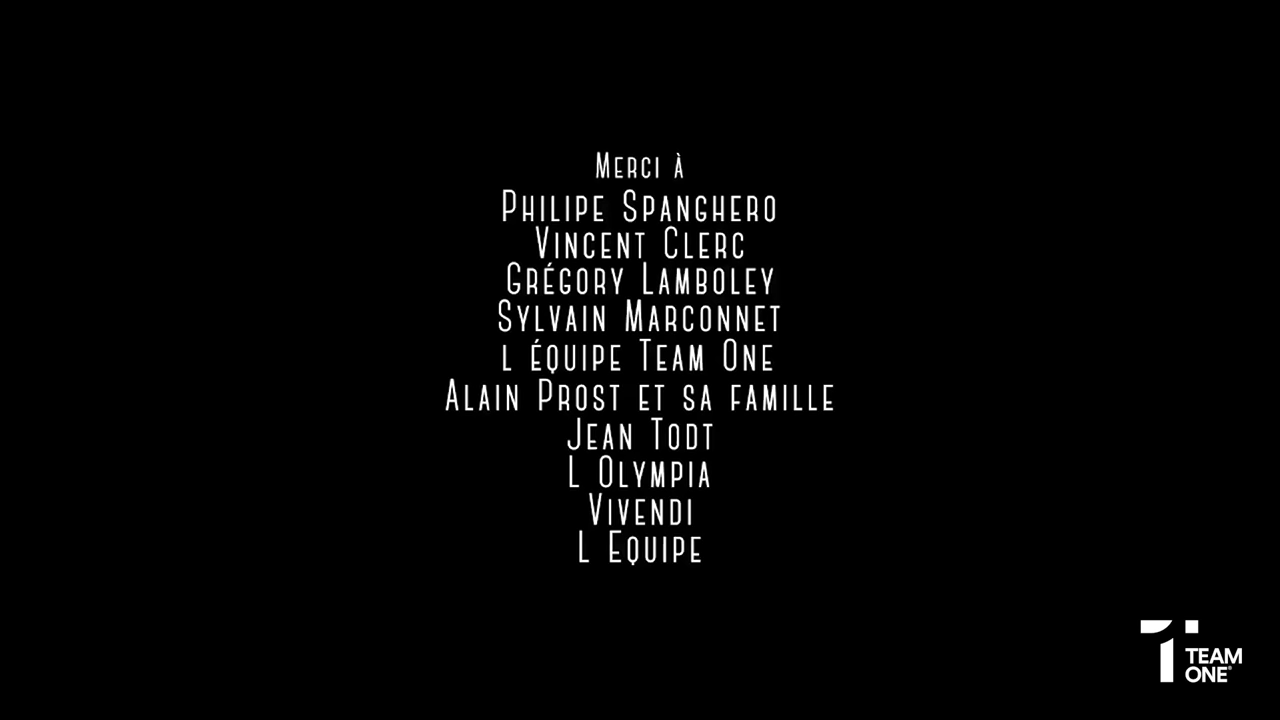 Merci à
Philipe Spanghero
Vincent Clerc
Grégory Lamboley
Sylvain Marconnet
l équipe Team One
Alain Prost et sa famille
Jean Todt
L Olympia
Vivendi
L Equipe
TEAM
ONE®